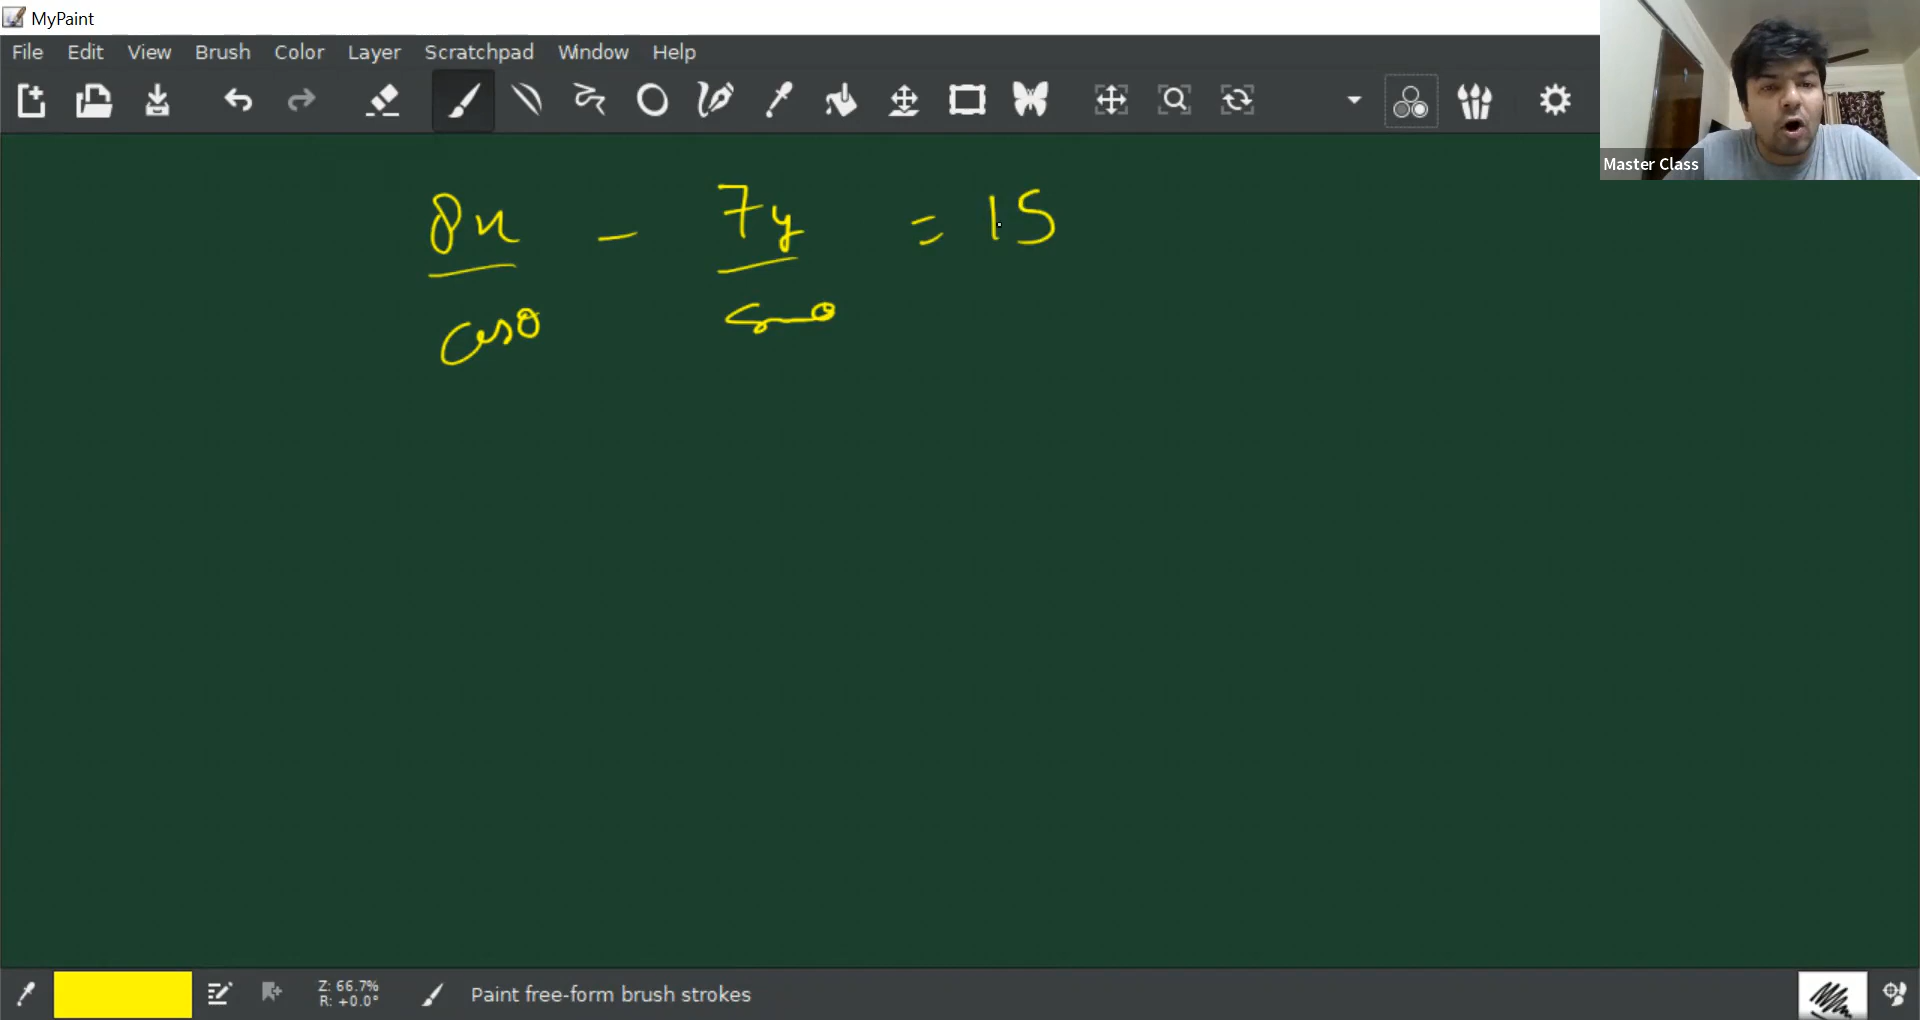 MyPaint
File Edit View Brush Color Layer Scratchpad Window Help
Master Class
8x - 7y = 15
cosθ sinθ
Z: 66.7%
R: +0.0°
Paint free-form brush strokes